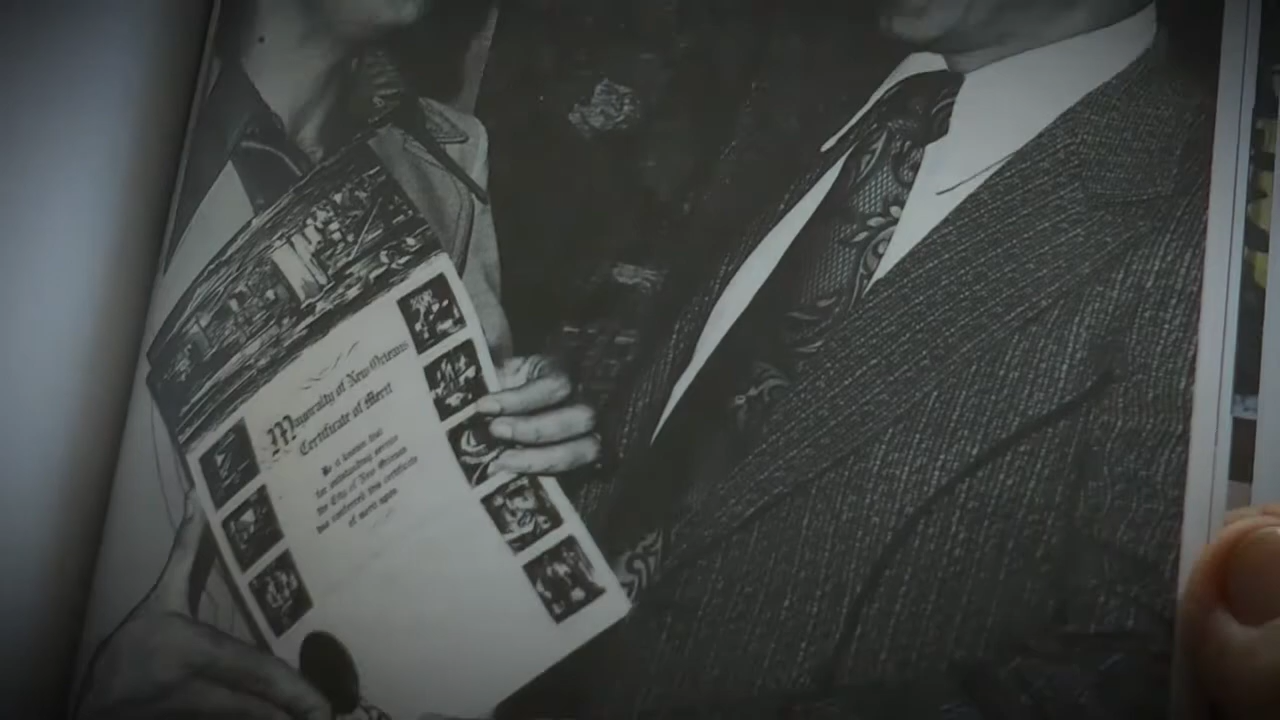 Mayoralty of New Orleans
Certificate of Merit
Be it known that
for outstanding service
the City of New Orleans
has conferred this certificate
of merit upon